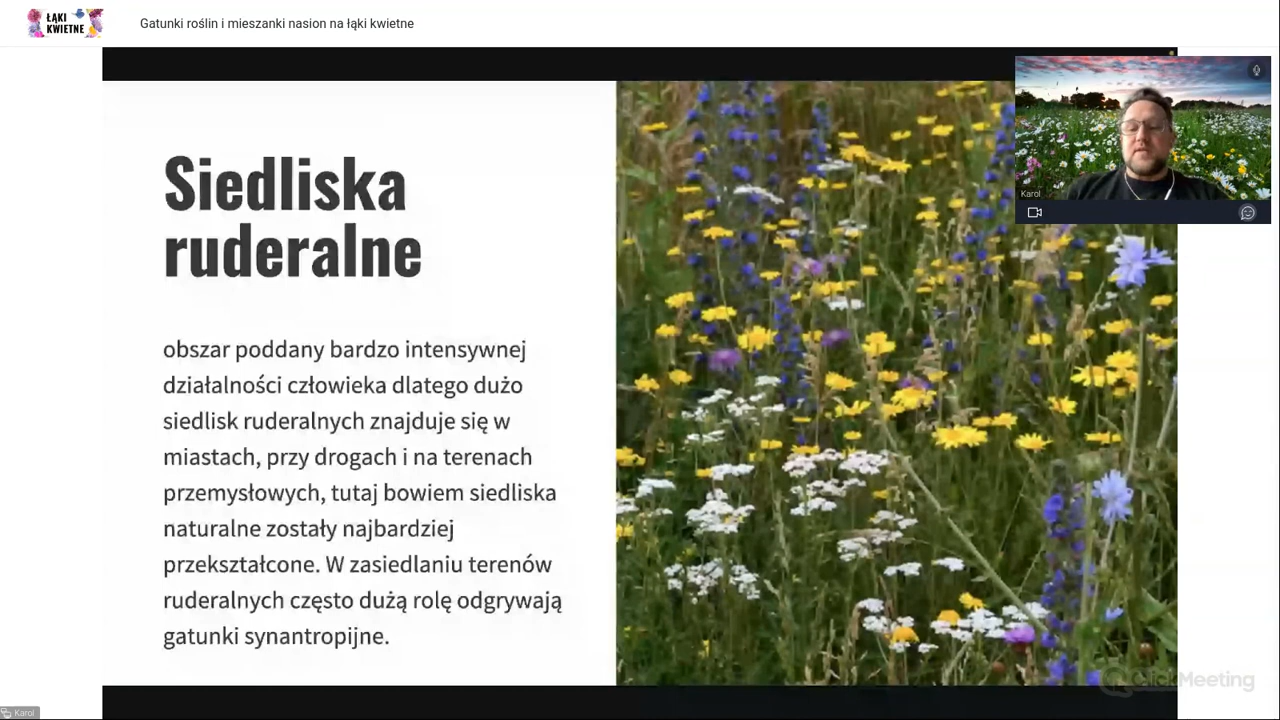 ŁĄKI
KWIETNE
Gatunki roślin i mieszanki nasion na łąki kwietne
Karol
Siedliska
ruderalne
obszar poddany bardzo intensywnej
działalności człowieka dlatego dużo
siedlisk ruderalnych znajduje się w
miastach, przy drogach i na terenach
przemysłowych, tutaj bowiem siedliska
naturalne zostały najbardziej
przekształcone. W zasiedlaniu terenów
ruderalnych często dużą rolę odgrywają
gatunki synantropijne.
ClickMeeting
Karol